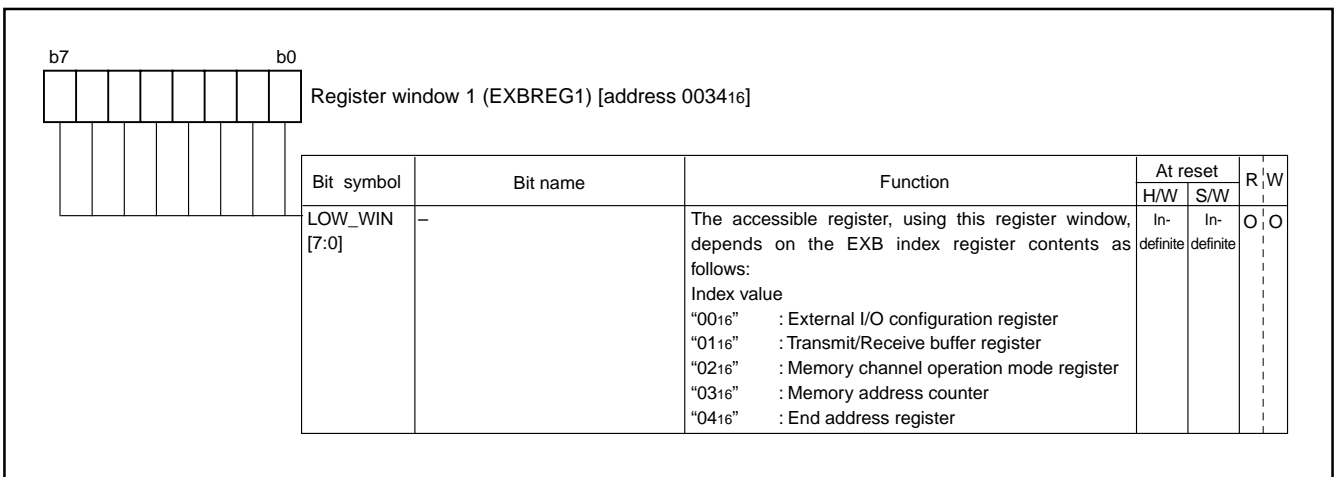 b7 b0
Register window 1 (EXBREG1) [address 003416]
Bit symbol Bit name Function At reset R W
H/W S/W
LOW_WIN – The accessible register, using this register window, In- In- O O
[7:0] depends on the EXB index register contents as definite definite
follows:
Index value
“0016” : External I/O configuration register
“0116” : Transmit/Receive buffer register
“0216” : Memory channel operation mode register
“0316” : Memory address counter
“0416” : End address register